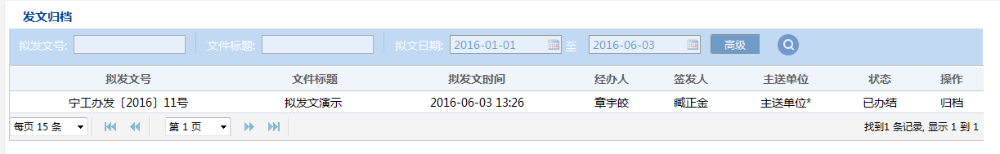 发文归档
拟发文号: 文件标题: 拟文日期: 2016-01-01 至 2016-06-03 高级
拟发文号 文件标题 拟发文时间 经办人 签发人 主送单位 状态 操作
宁工办发〔2016〕11号 拟发文演示 2016-06-03 13:26 章宇皎 臧正金 主送单位* 已办结 归档
每页 15 条 第 1 页 找到1 条记录, 显示 1 到 1